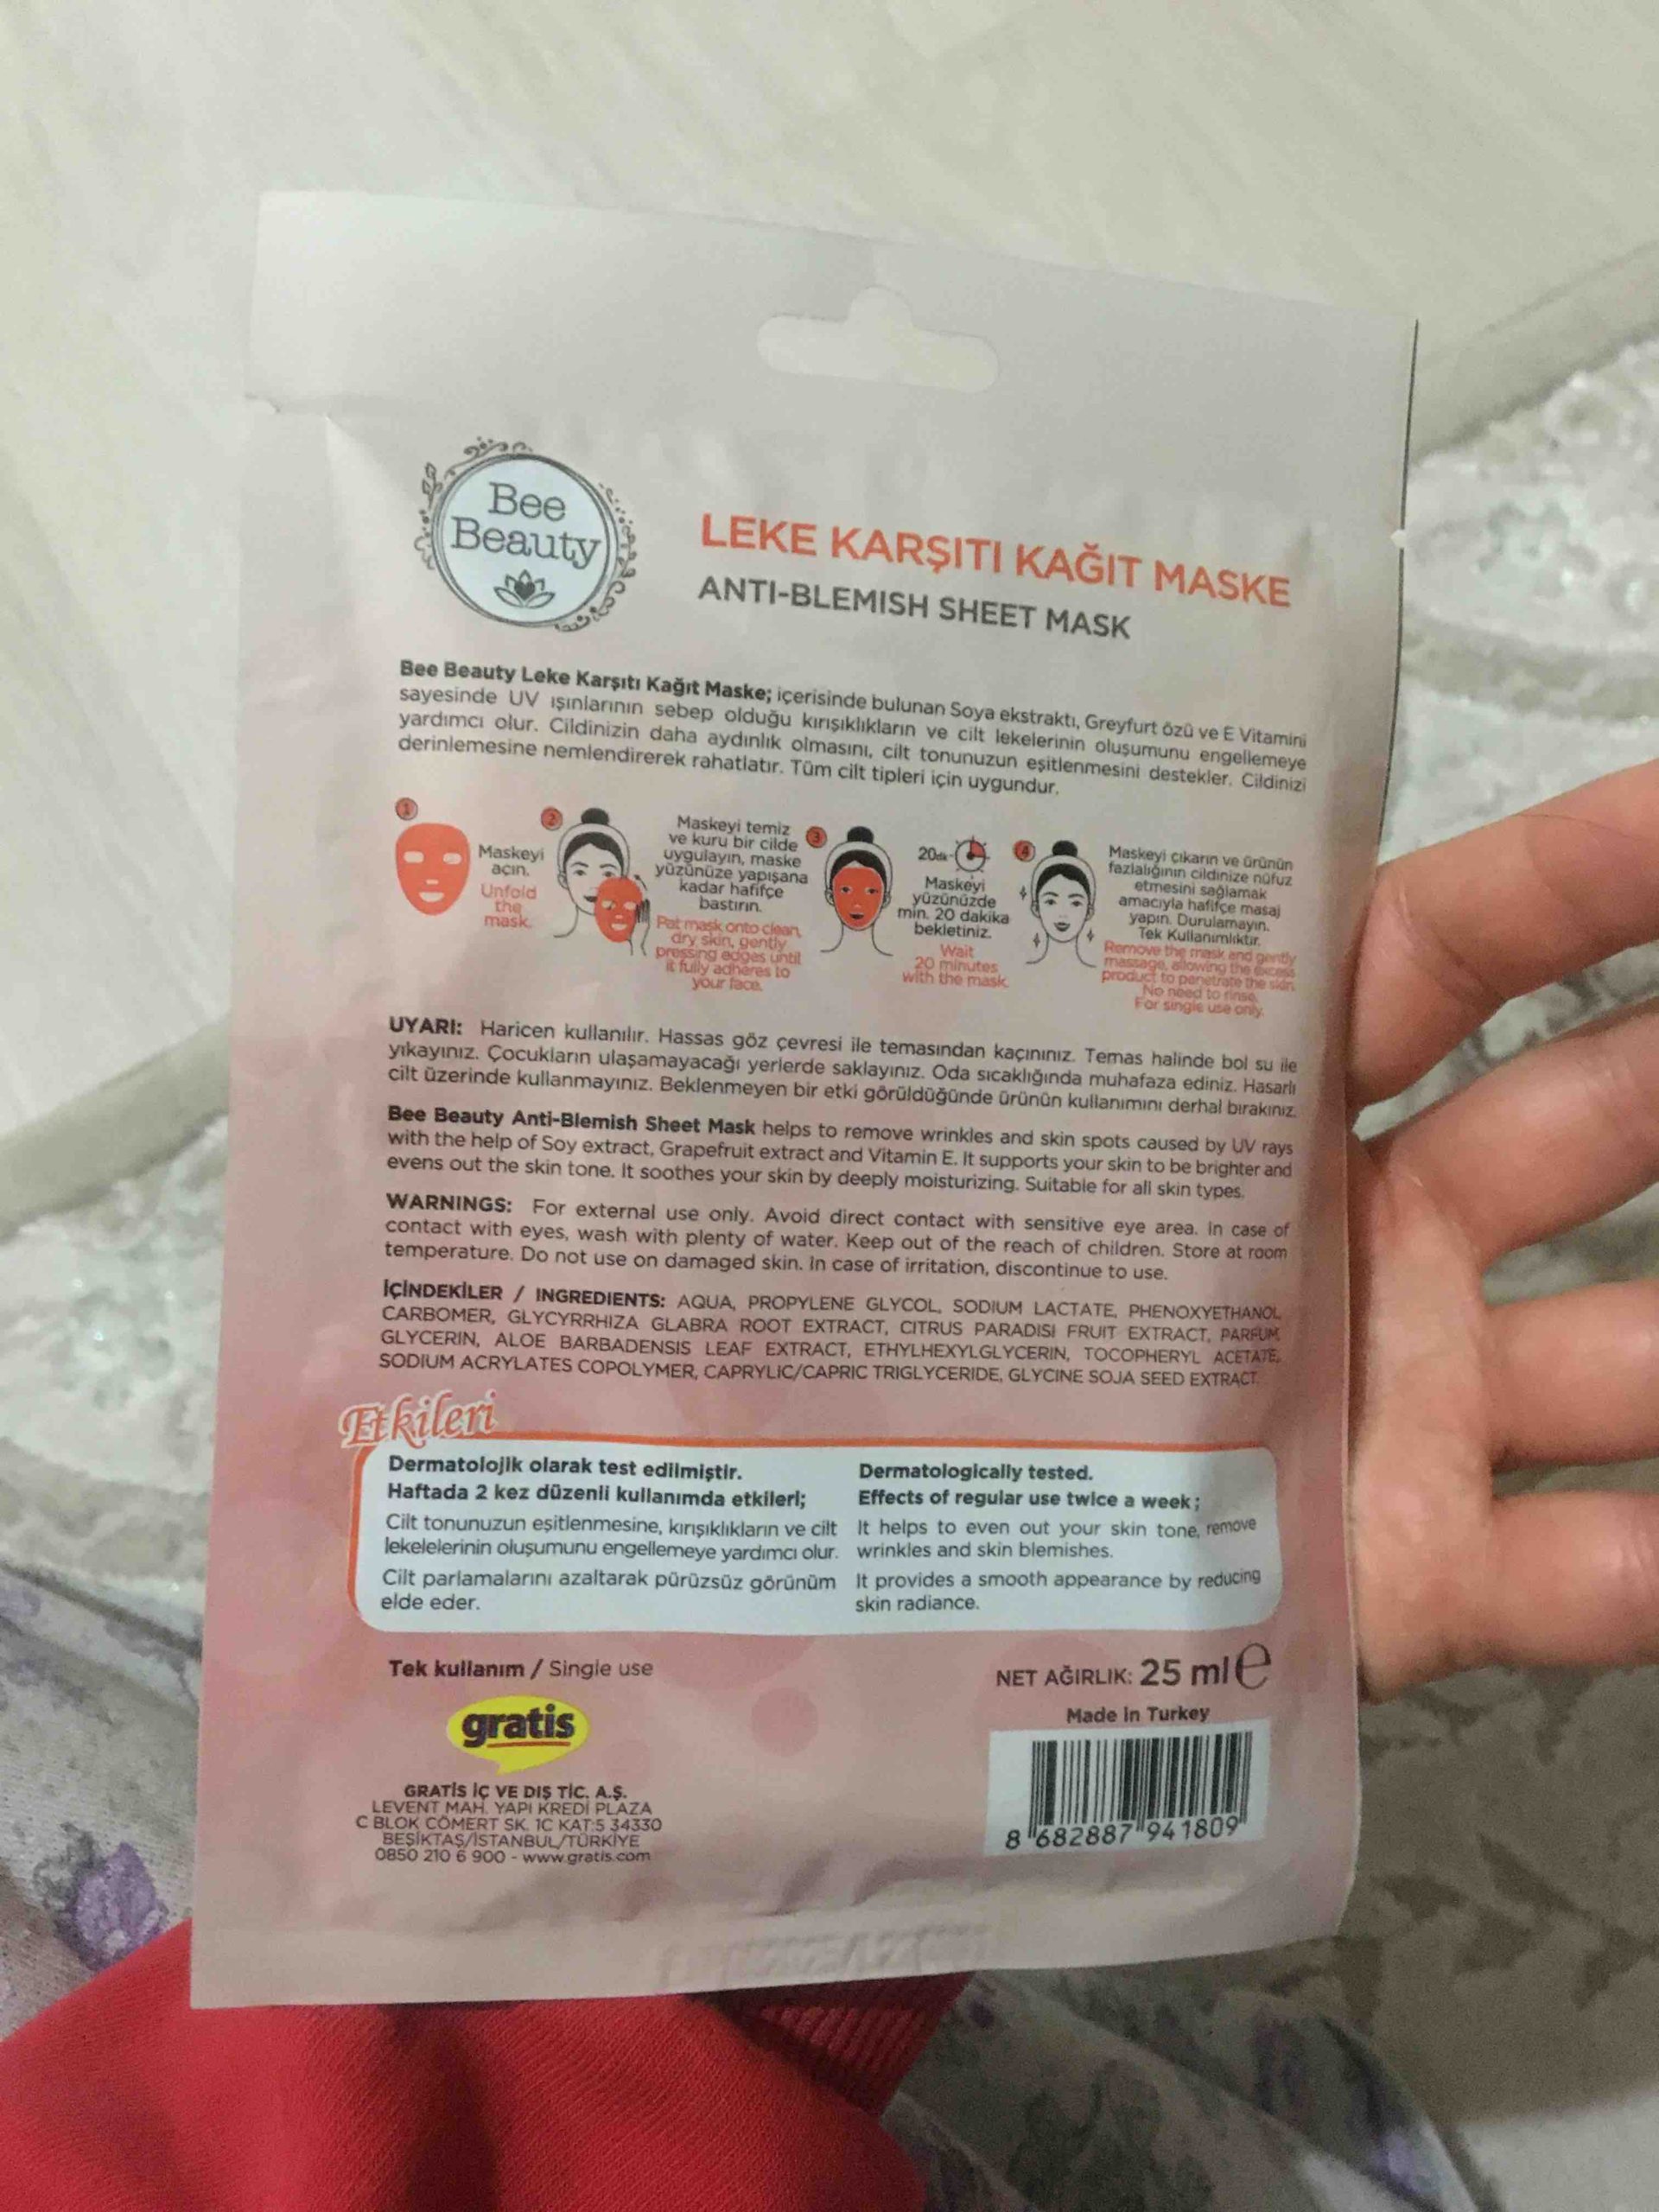 Bee
Beauty
LEKE KARŞITI KAĞIT MASKE
ANTI-BLEMISH SHEET MASK
Bee Beauty Leke Karşıtı Kağıt Maske; içerisinde bulunan Soya ekstraktı, Greyfurt özü ve E Vitamini
sayesinde UV ışınlarının sebep olduğu kırışıklıkların ve cilt lekelerinin oluşumunu engellemeye
yardımcı olur. Cildinizin daha aydınlık olmasını, cilt tonunuzun eşitlenmesini destekler. Cildinizi
derinlemesine nemlendirerek rahatlatır. Tüm cilt tipleri için uygundur.
1
Maskeyi
açın.
Unfold
the
mask.
2
Maskeyi temiz
ve kuru bir cilde
uygulayın, maske
yüzünüze yapışana
kadar hafifçe
bastırın.
Pat mask onto clean,
dry skin, gently
pressing edges until
it fully adheres to
your face.
3
20dk
Maskeyi
yüzünüzde
min. 20 dakika
bekletiniz.
Wait
20 minutes
with the mask.
4
Maskeyi çıkarın ve ürünün
fazlalığının cildinize nüfuz
etmesini sağlamak
amacıyla hafifçe masaj
yapın. Durulamayın.
Tek Kullanımlıktır.
Remove the mask and gently
massage, allowing the excess
product to penetrate the skin.
No need to rinse.
For single use only.
UYARI: Haricen kullanılır. Hassas göz çevresi ile temasından kaçınınız. Temas halinde bol su ile
yıkayınız. Çocukların ulaşamayacağı yerlerde saklayınız. Oda sıcaklığında muhafaza ediniz. Hasarlı
cilt üzerinde kullanmayınız. Beklenmeyen bir etki görüldüğünde ürünün kullanımını derhal bırakınız.
Bee Beauty Anti-Blemish Sheet Mask helps to remove wrinkles and skin spots caused by UV rays
with the help of Soy extract, Grapefruit extract and Vitamin E. It supports your skin to be brighter and
evens out the skin tone. It soothes your skin by deeply moisturizing. Suitable for all skin types.
WARNINGS: For external use only. Avoid direct contact with sensitive eye area. In case of
contact with eyes, wash with plenty of water. Keep out of the reach of children. Store at room
temperature. Do not use on damaged skin. In case of irritation, discontinue to use.
İÇİNDEKİLER / INGREDIENTS: AQUA, PROPYLENE GLYCOL, SODIUM LACTATE, PHENOXYETHANOL,
CARBOMER, GLYCYRRHIZA GLABRA ROOT EXTRACT, CITRUS PARADISI FRUIT EXTRACT, PARFUM,
GLYCERIN, ALOE BARBADENSIS LEAF EXTRACT, ETHYLHEXYLGLYCERIN, TOCOPHERYL ACETATE,
SODIUM ACRYLATES COPOLYMER, CAPRYLIC/CAPRIC TRIGLYCERIDE, GLYCINE SOJA SEED EXTRACT.
Etkileri
Dermatolojik olarak test edilmiştir.
Haftada 2 kez düzenli kullanımda etkileri;
Cilt tonunuzun eşitlenmesine, kırışıklıkların ve cilt
lekelelerinin oluşumunu engellemeye yardımcı olur.
Cilt parlamalarını azaltarak pürüzsüz görünüm
elde eder.
Dermatologically tested.
Effects of regular use twice a week;
It helps to even out your skin tone, remove
wrinkles and skin blemishes.
It provides a smooth appearance by reducing
skin radiance.
Tek kullanım / Single use
gratis
GRATİS İÇ VE DIŞ TİC. A.Ş.
LEVENT MAH. YAPI KREDİ PLAZA
C BLOK CÖMERT SK. 1C KAT:5 34330
BEŞİKTAŞ/İSTANBUL/TÜRKİYE
0850 210 6 900 - www.gratis.com
NET AĞIRLIK: 25 ml e
Made in Turkey
8 682887 941809